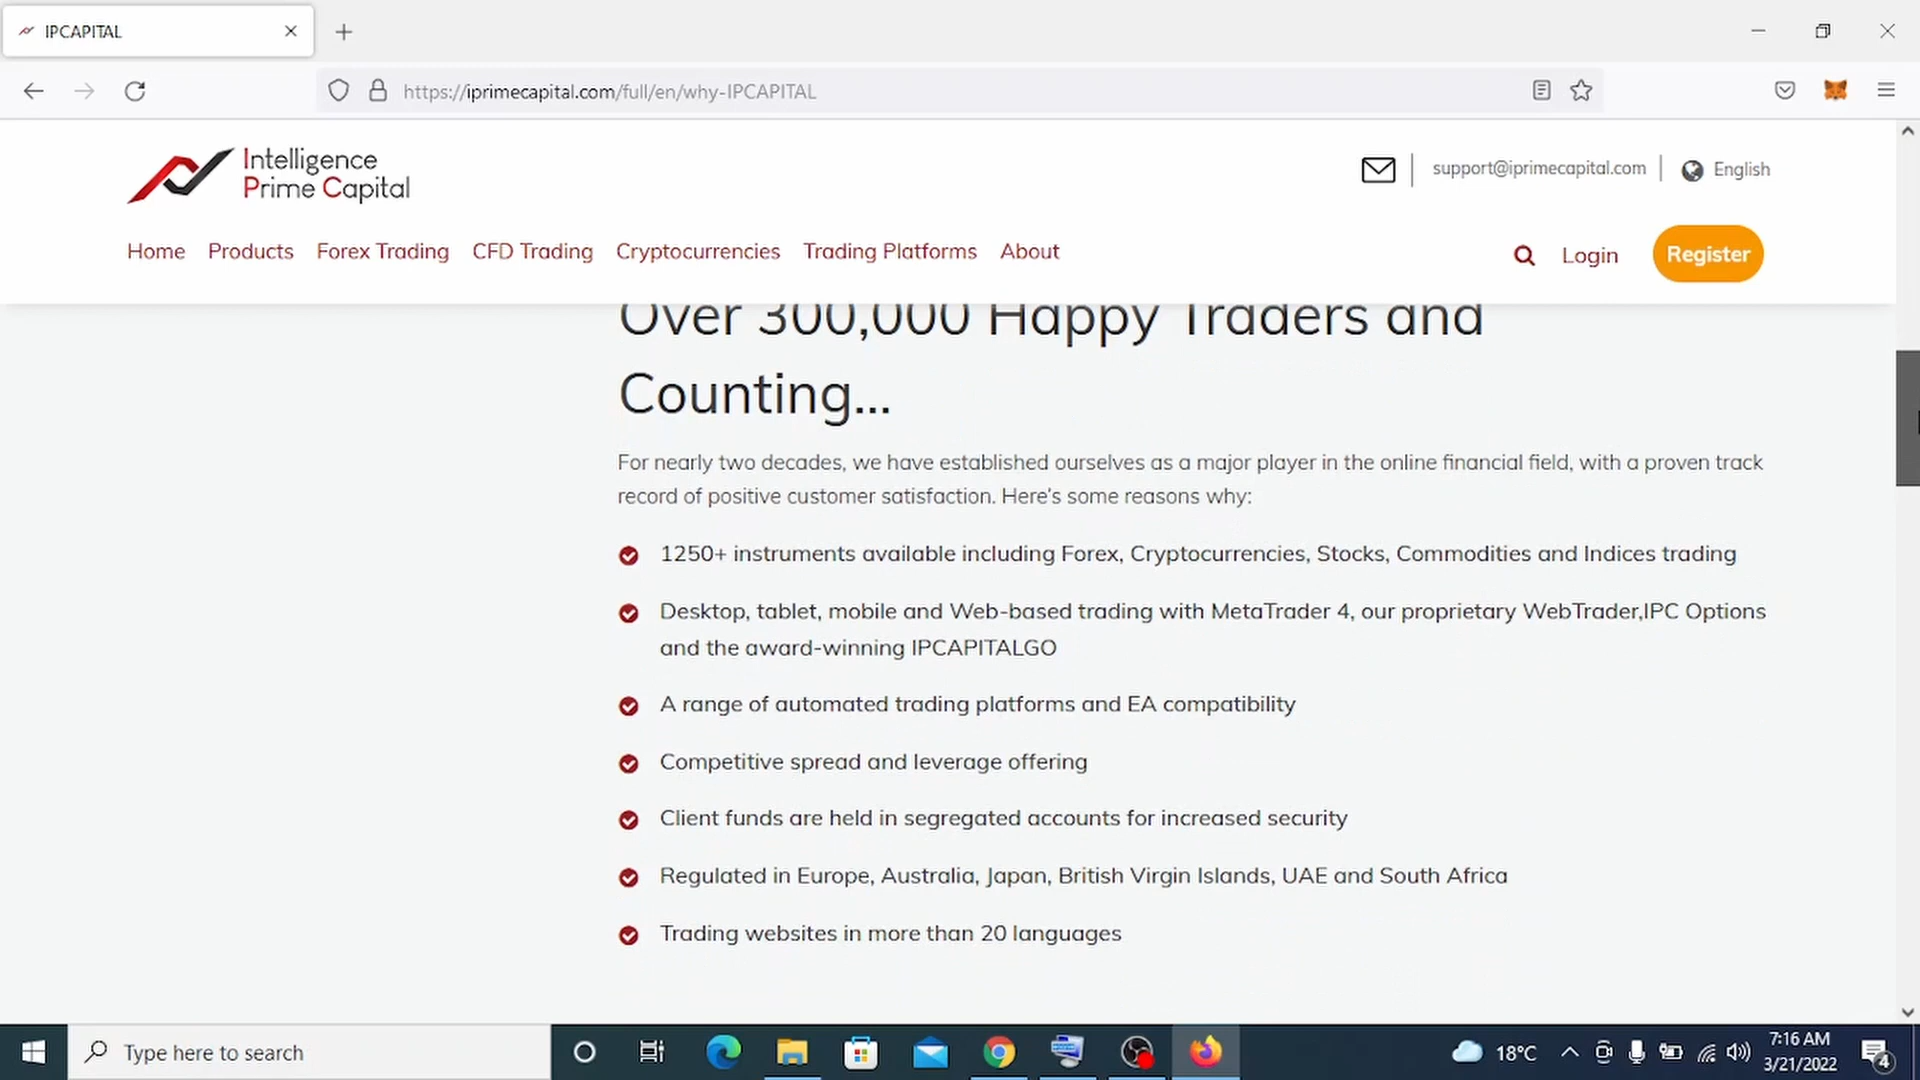 IPCAPITAL
https://iprimecapital.com/full/en/why-IPCAPITAL
Intelligence
Prime Capital
support@iprimecapital.com
English
Home Products Forex Trading CFD Trading Cryptocurrencies Trading Platforms About
Login
Register
Over 300,000 Happy Traders and
Counting...
For nearly two decades, we have established ourselves as a major player in the online financial field, with a proven track
record of positive customer satisfaction. Here's some reasons why:
1250+ instruments available including Forex, Cryptocurrencies, Stocks, Commodities and Indices trading
Desktop, tablet, mobile and Web-based trading with MetaTrader 4, our proprietary WebTrader,IPC Options
and the award-winning IPCAPITALGO
A range of automated trading platforms and EA compatibility
Competitive spread and leverage offering
Client funds are held in segregated accounts for increased security
Regulated in Europe, Australia, Japan, British Virgin Islands, UAE and South Africa
Trading websites in more than 20 languages
Type here to search
18°C
7:16 AM
3/21/2022
4